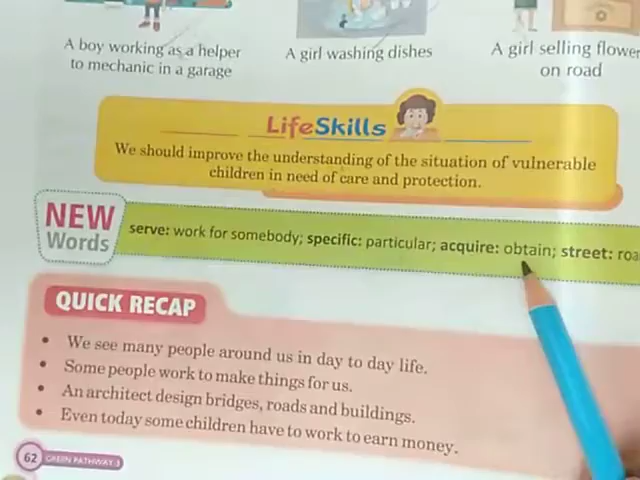 A boy working as a helper
to mechanic in a garage
A girl washing dishes
A girl selling flower
on road
LifeSkills
We should improve the understanding of the situation of vulnerable
children in need of care and protection.
NEW
Words
serve: work for somebody; specific: particular; acquire: obtain; street: roa
QUICK RECAP
• We see many people around us in day to day life.
• Some people work to make things for us.
• An architect design bridges, roads and buildings.
• Even today some children have to work to earn money.
62 GREEN PATHWAY-3